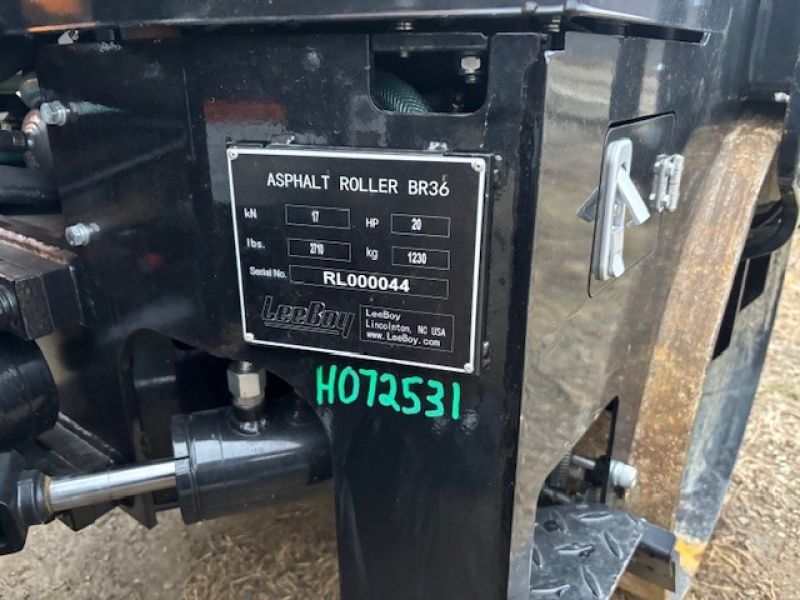 ASPHALT ROLLER BR36
kN 17 HP 20
lbs. 2710 kg 1230
Serial No. RL000044
LeeBoy
LeeBoy
Lincolnton, NC USA
www.LeeBoy.com
H072531